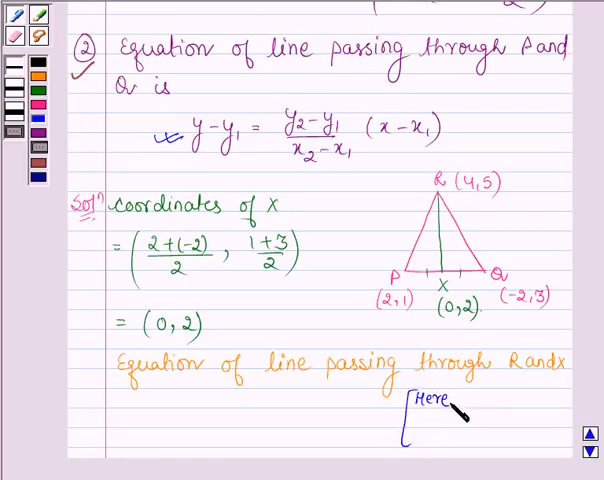 ② Equation of line passing through P and
Q is
y - y₁ = (y₂ - y₁)/(x₂ - x₁) (x - x₁)
Solⁿ Coordinates of X
= ( (2+(-2))/2 , (1+3)/2 )
= (0,2)
R (4,5)
P
X
Q
(2,1)
(0,2).
(-2,3)
Equation of line passing through R and X
[Here